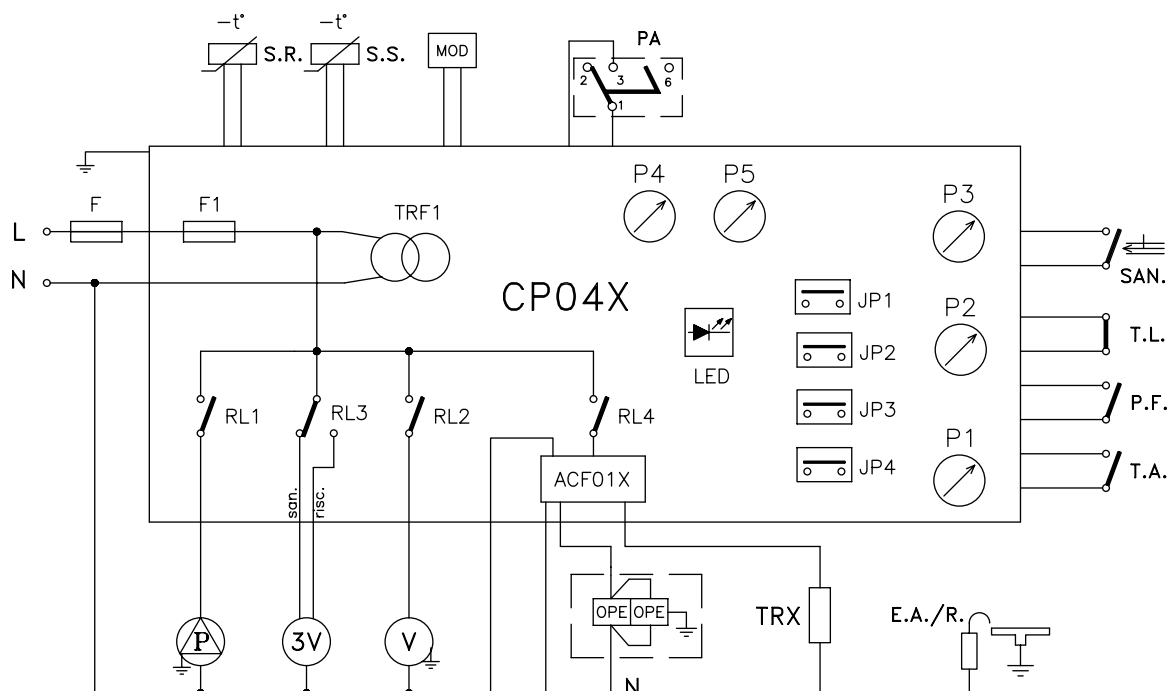 -t° -t°
S.R. S.S. MOD PA
2 3 6
1
P4 P5 P3
F F1 TRF1
L
N
SAN.
CP04X
JP1 P2
JP2 T.L.
LED
RL1 RL3 RL2 RL4 JP3 P.F.
P1
JP4 T.A.
ACF01X
san. risc.
OPE OPE TRX E.A./R.
P 3V V
N